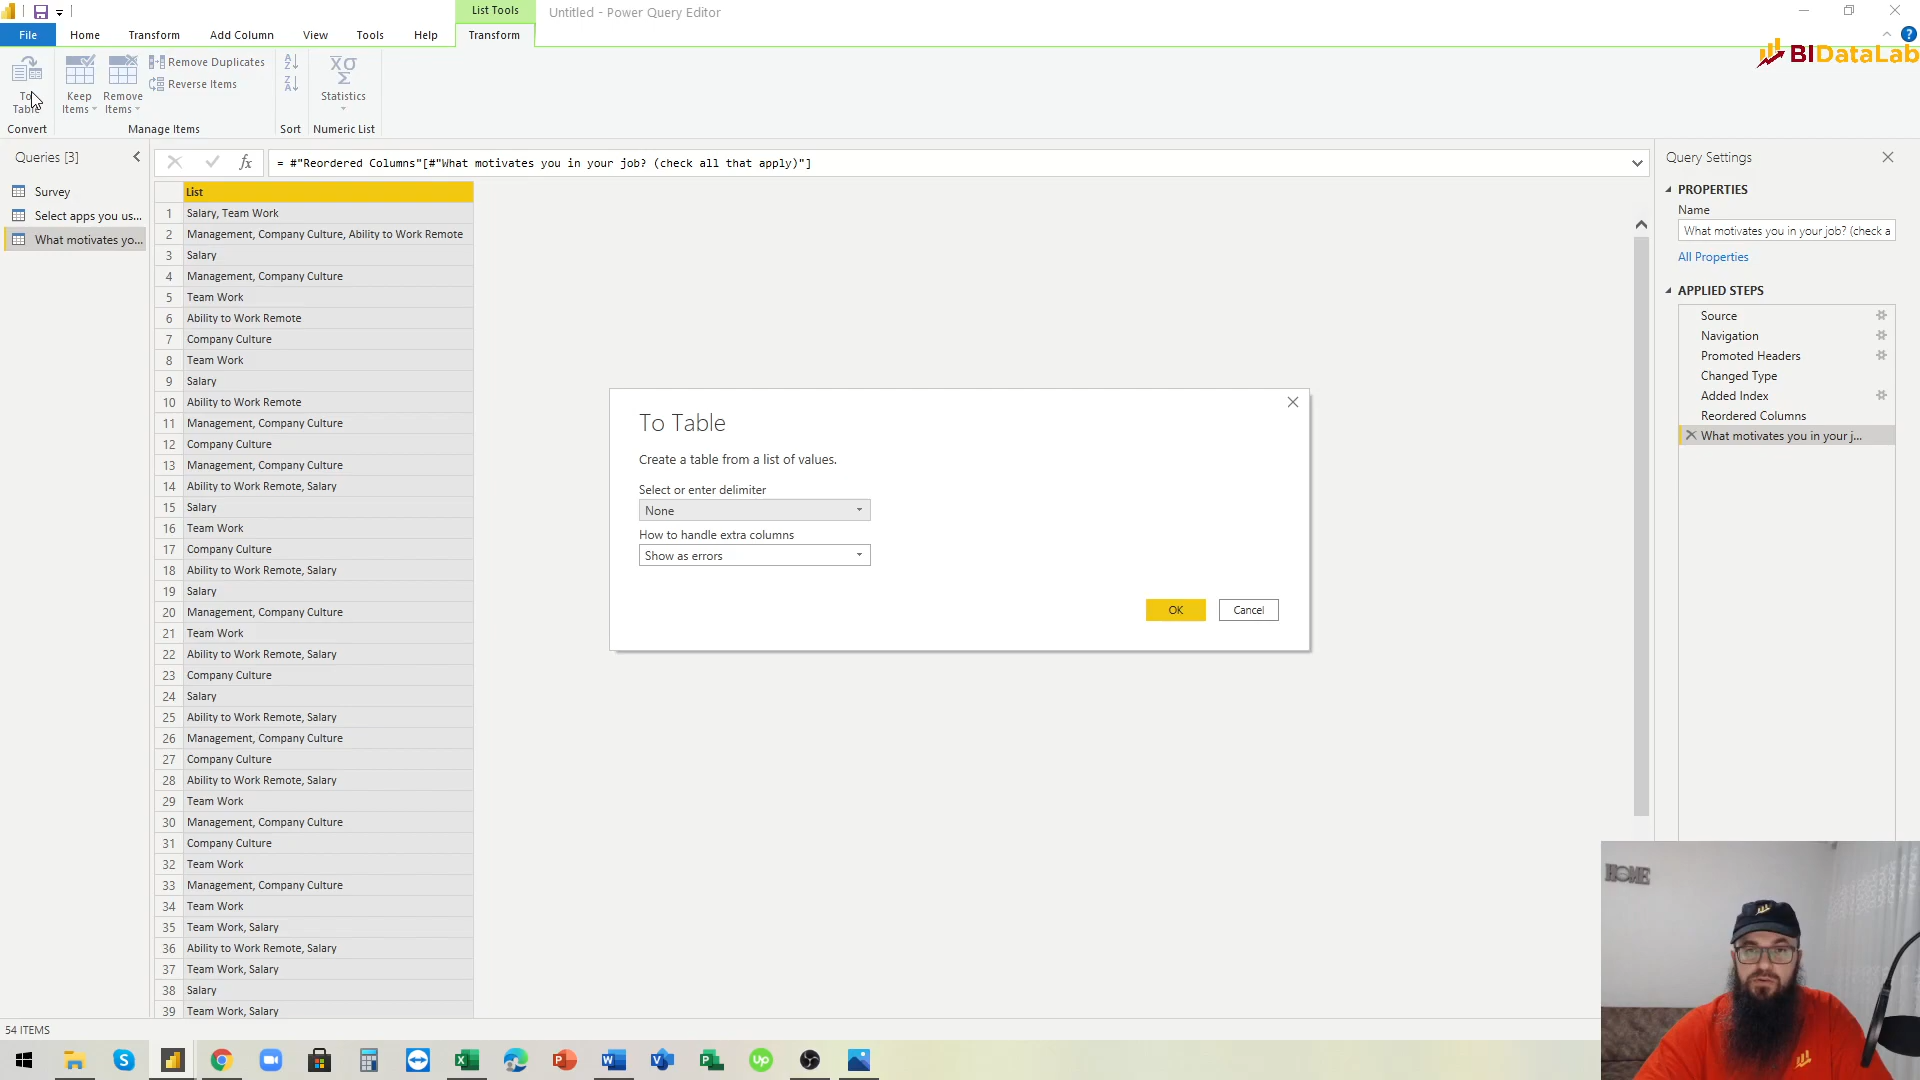 List Tools
Untitled - Power Query Editor
File
Home
Transform
Add Column
View
Tools
Help
Transform
BIDataLab
To
Table
Keep
Items
Remove
Items
Remove Duplicates
Reverse Items
Statistics
Convert
Manage Items
Sort
Numeric List
Queries [3]
= #"Reordered Columns"[#"What motivates you in your job? (check all that apply)"]
Survey
Select apps you us...
What motivates yo...
List
1 Salary, Team Work
2 Management, Company Culture, Ability to Work Remote
3 Salary
4 Management, Company Culture
5 Team Work
6 Ability to Work Remote
7 Company Culture
8 Team Work
9 Salary
10 Ability to Work Remote
11 Management, Company Culture
12 Company Culture
13 Management, Company Culture
14 Ability to Work Remote, Salary
15 Salary
16 Team Work
17 Company Culture
18 Ability to Work Remote, Salary
19 Salary
20 Management, Company Culture
21 Team Work
22 Ability to Work Remote, Salary
23 Company Culture
24 Salary
25 Ability to Work Remote, Salary
26 Management, Company Culture
27 Company Culture
28 Ability to Work Remote, Salary
29 Team Work
30 Management, Company Culture
31 Company Culture
32 Team Work
33 Management, Company Culture
34 Team Work
35 Team Work, Salary
36 Ability to Work Remote, Salary
37 Team Work, Salary
38 Salary
39 Team Work, Salary
To Table
Create a table from a list of values.
Select or enter delimiter
None
How to handle extra columns
Show as errors
OK
Cancel
Query Settings
PROPERTIES
Name
What motivates you in your job? (check a
All Properties
APPLIED STEPS
Source
Navigation
Promoted Headers
Changed Type
Added Index
Reordered Columns
What motivates you in your j...
HOME
54 ITEMS